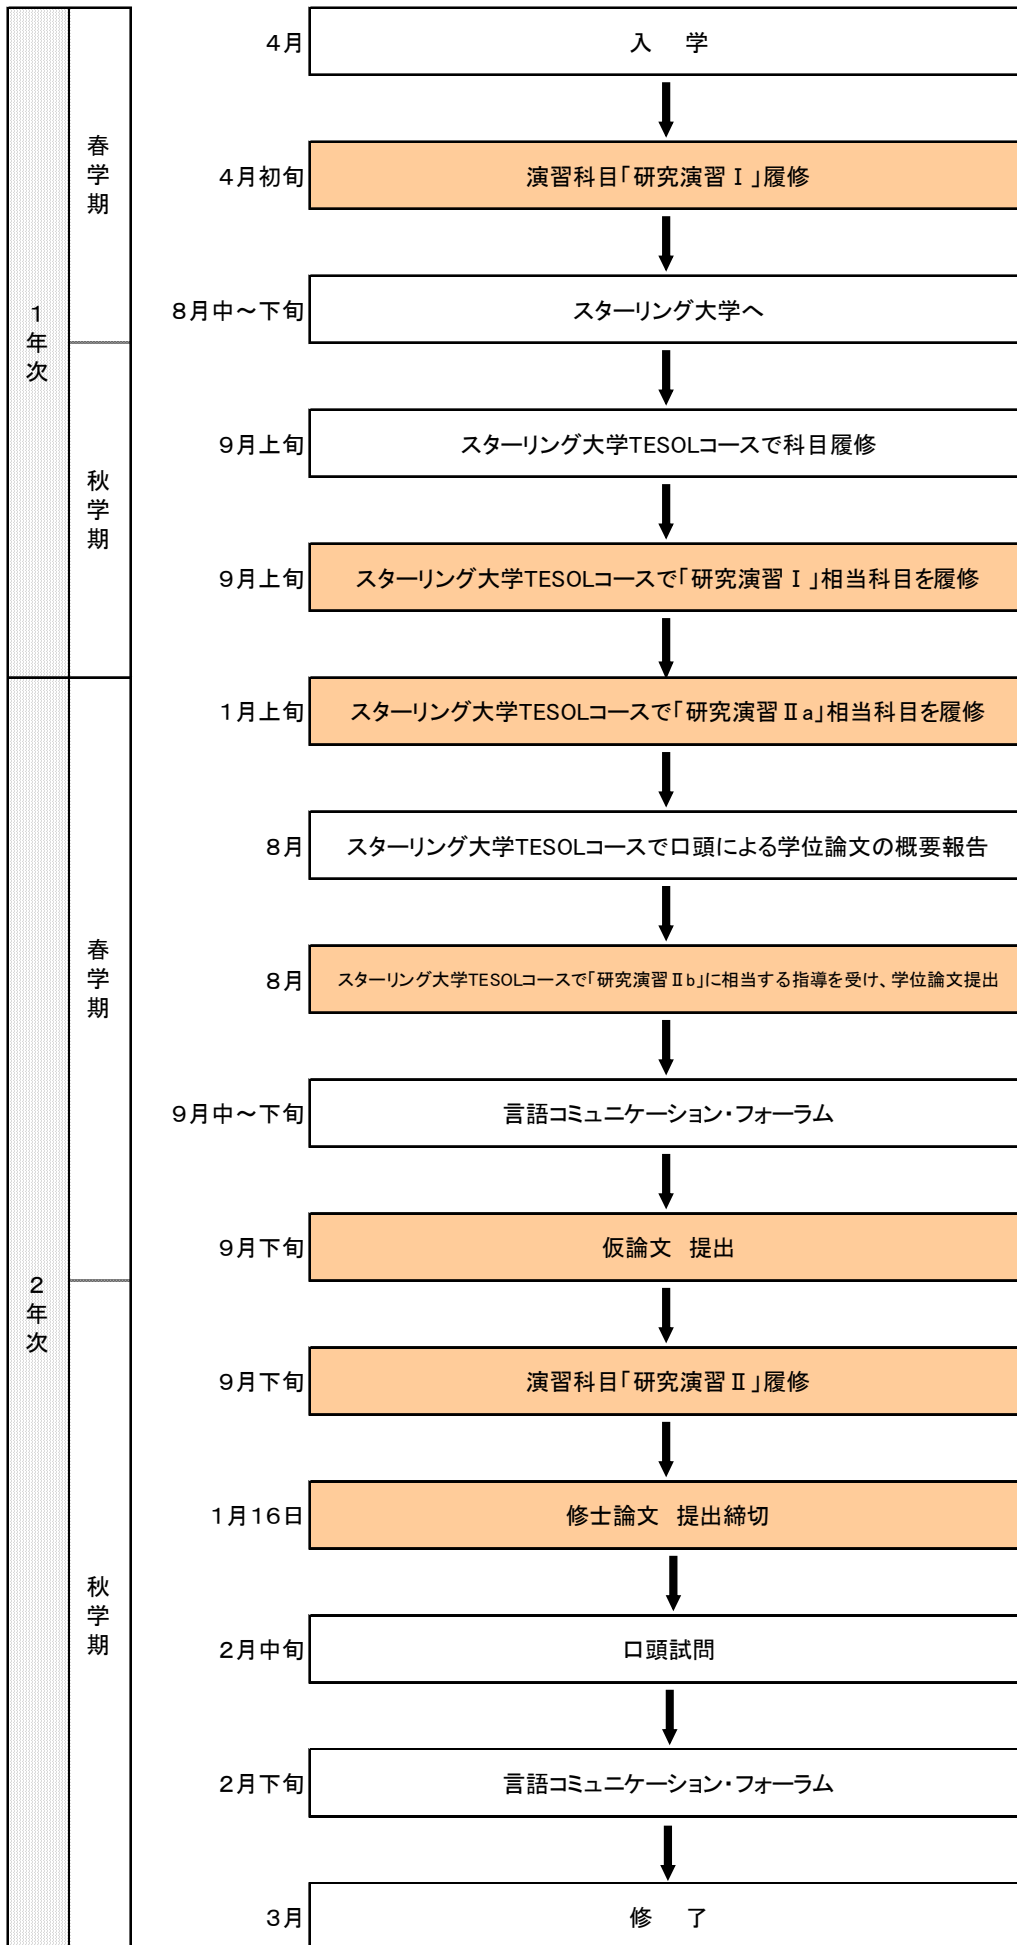 1年次
春学期
4月
入　学
4月初旬
演習科目「研究演習Ⅰ」履修
8月中～下旬
スターリング大学へ
秋学期
9月上旬
スターリング大学TESOLコースで科目履修
9月上旬
スターリング大学TESOLコースで「研究演習Ⅰ」相当科目を履修
2年次
春学期
1月上旬
スターリング大学TESOLコースで「研究演習Ⅱa」相当科目を履修
8月
スターリング大学TESOLコースで口頭による学位論文の概要報告
8月
スターリング大学TESOLコースで「研究演習Ⅱb」に相当する指導を受け、学位論文提出
9月中～下旬
言語コミュニケーション・フォーラム
9月下旬
仮論文　提出
秋学期
9月下旬
演習科目「研究演習Ⅱ」履修
1月16日
修士論文　提出締切
2月中旬
口頭試問
2月下旬
言語コミュニケーション・フォーラム
3月
修　了